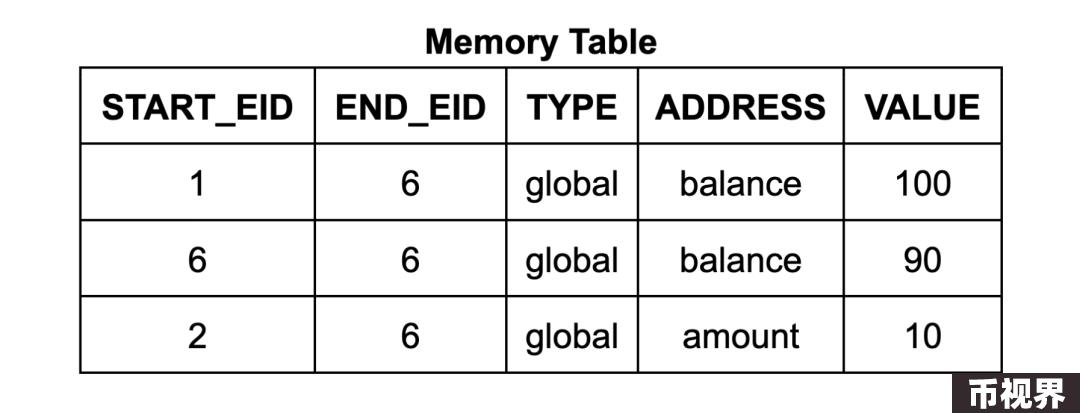 Memory Table
START_EID END_EID TYPE ADDRESS VALUE
1 6 global balance 100
6 6 global balance 90
2 6 global amount 10
币视界